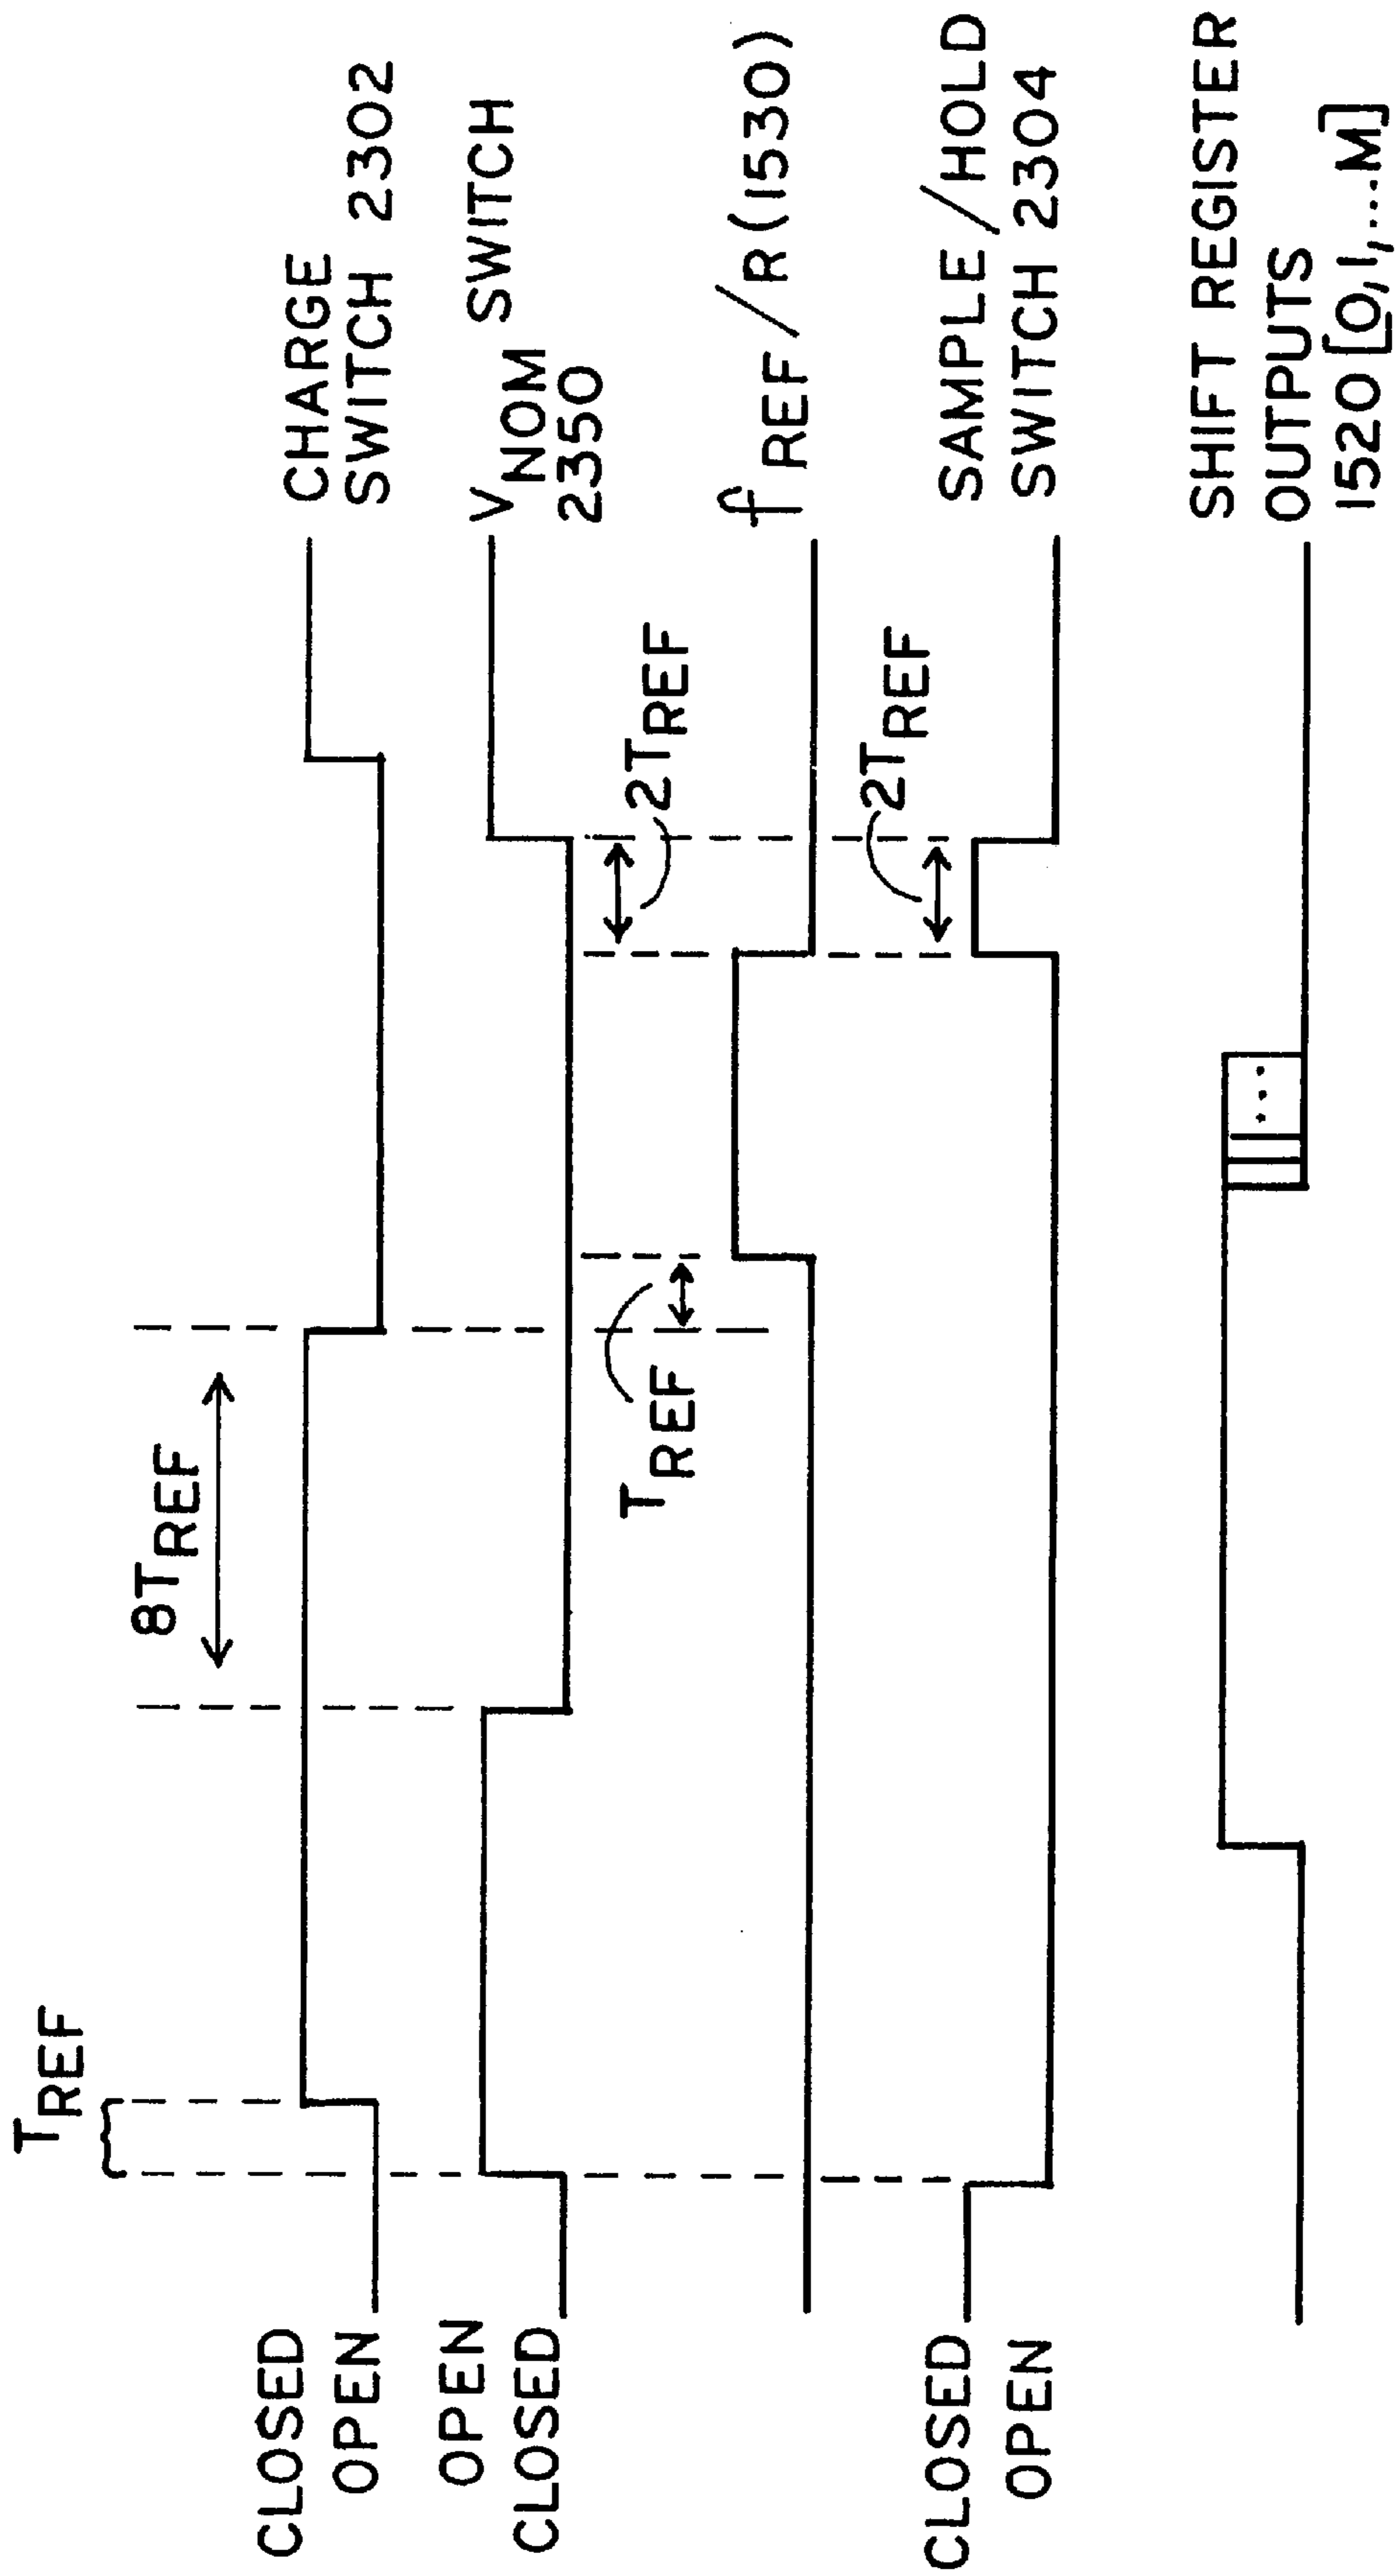 T REF
8T REF
CLOSED
OPEN
CHARGE
SWITCH 2302
OPEN
CLOSED
V NOM SWITCH
2350
T REF
2T REF
f REF / R (1530)
2T REF
CLOSED
OPEN
SAMPLE / HOLD
SWITCH 2304
...
SHIFT REGISTER
OUTPUTS
1520 [0, 1, ... M]